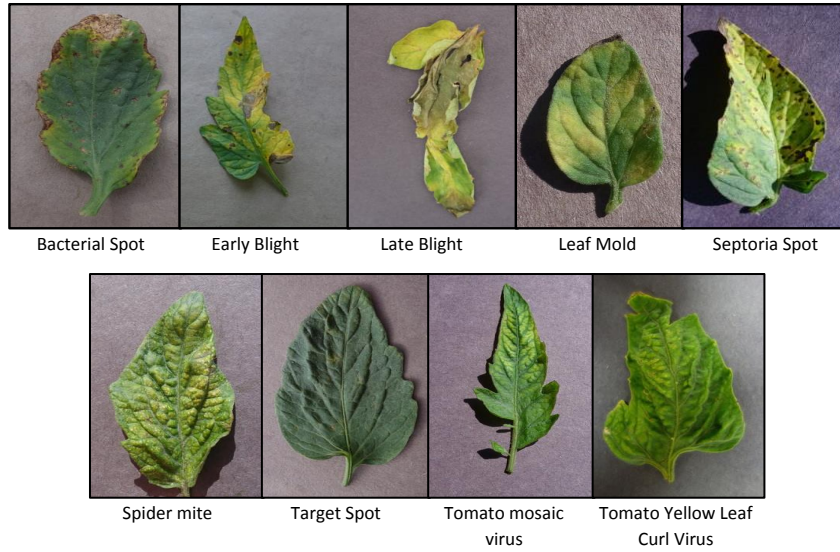 Bacterial Spot
Early Blight
Late Blight
Leaf Mold
Septoria Spot
Spider mite
Target Spot
Tomato mosaic
virus
Tomato Yellow Leaf
Curl Virus